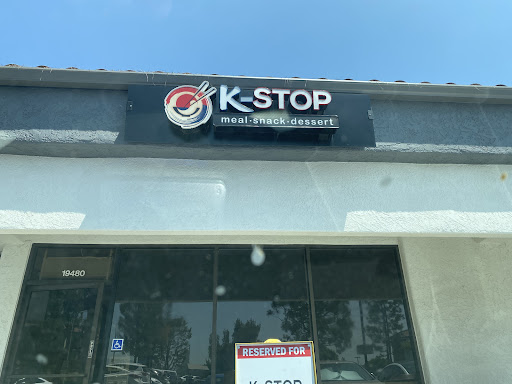 K-STOP
meal·snack·dessert
19480
RESERVED FOR
K-STOP